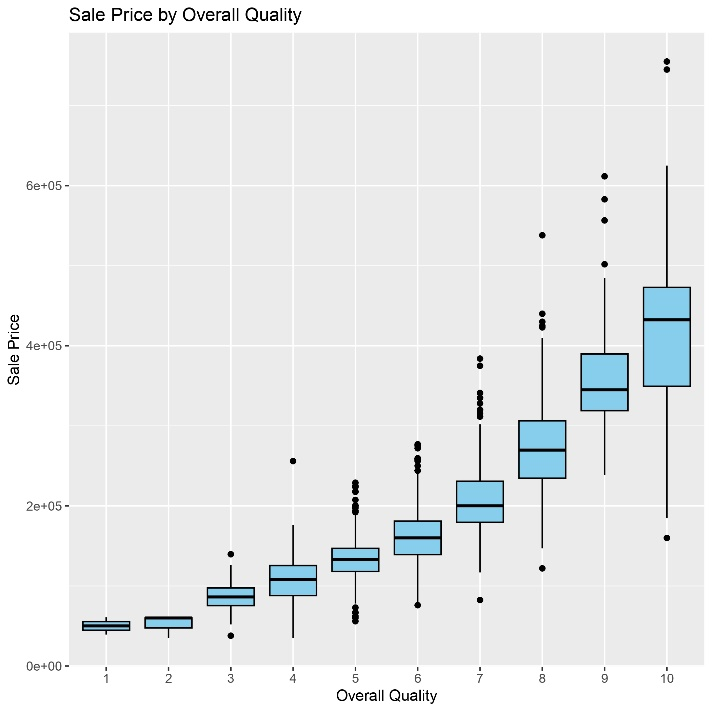 Sale Price by Overall Quality
Sale Price
6e+05
4e+05
2e+05
0e+00
1 2 3 4 5 6 7 8 9 10
Overall Quality